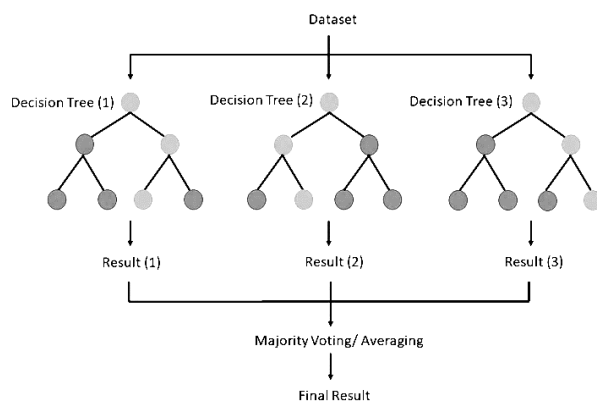 Dataset
Decision Tree (1)
Decision Tree (2)
Decision Tree (3)
Result (1)
Result (2)
Result (3)
Majority Voting/ Averaging
Final Result